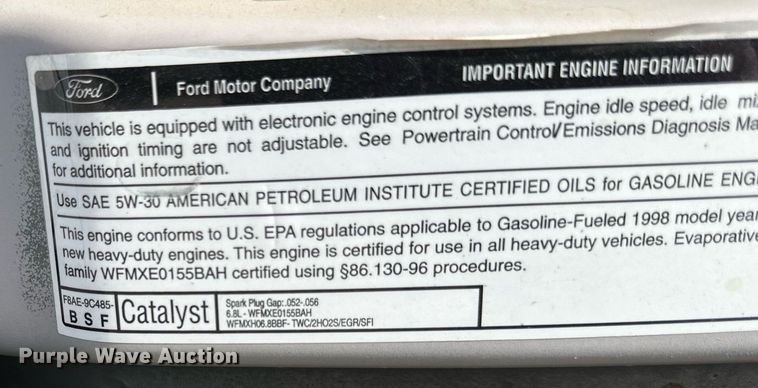 Ford | Ford Motor Company IMPORTANT ENGINE INFORMATION
This vehicle is equipped with electronic engine control systems. Engine idle speed, idle
and ignition timing are not adjustable. See Powertrain Control/Emissions Diagnosis
for additional information.
Use SAE 5W-30 AMERICAN PETROLEUM INSTITUTE CERTIFIED OILS for GASOLINE
This engine conforms to U.S. EPA regulations applicable to Gasoline-Fueled 1998 model
new heavy-duty engines. This engine is certified for use in all heavy-duty vehicles. Evaporative
family WFMXE0155BAH certified using §86.130-96 procedures.
F8AE-9C485-
B S F
Catalyst
Spark Plug Gap:.052-.056
6.8L - WFMXE0155BAH
WFMXH06.8BBF- TWC/2HO2S/EGR/SFI
Purple Wave Auction